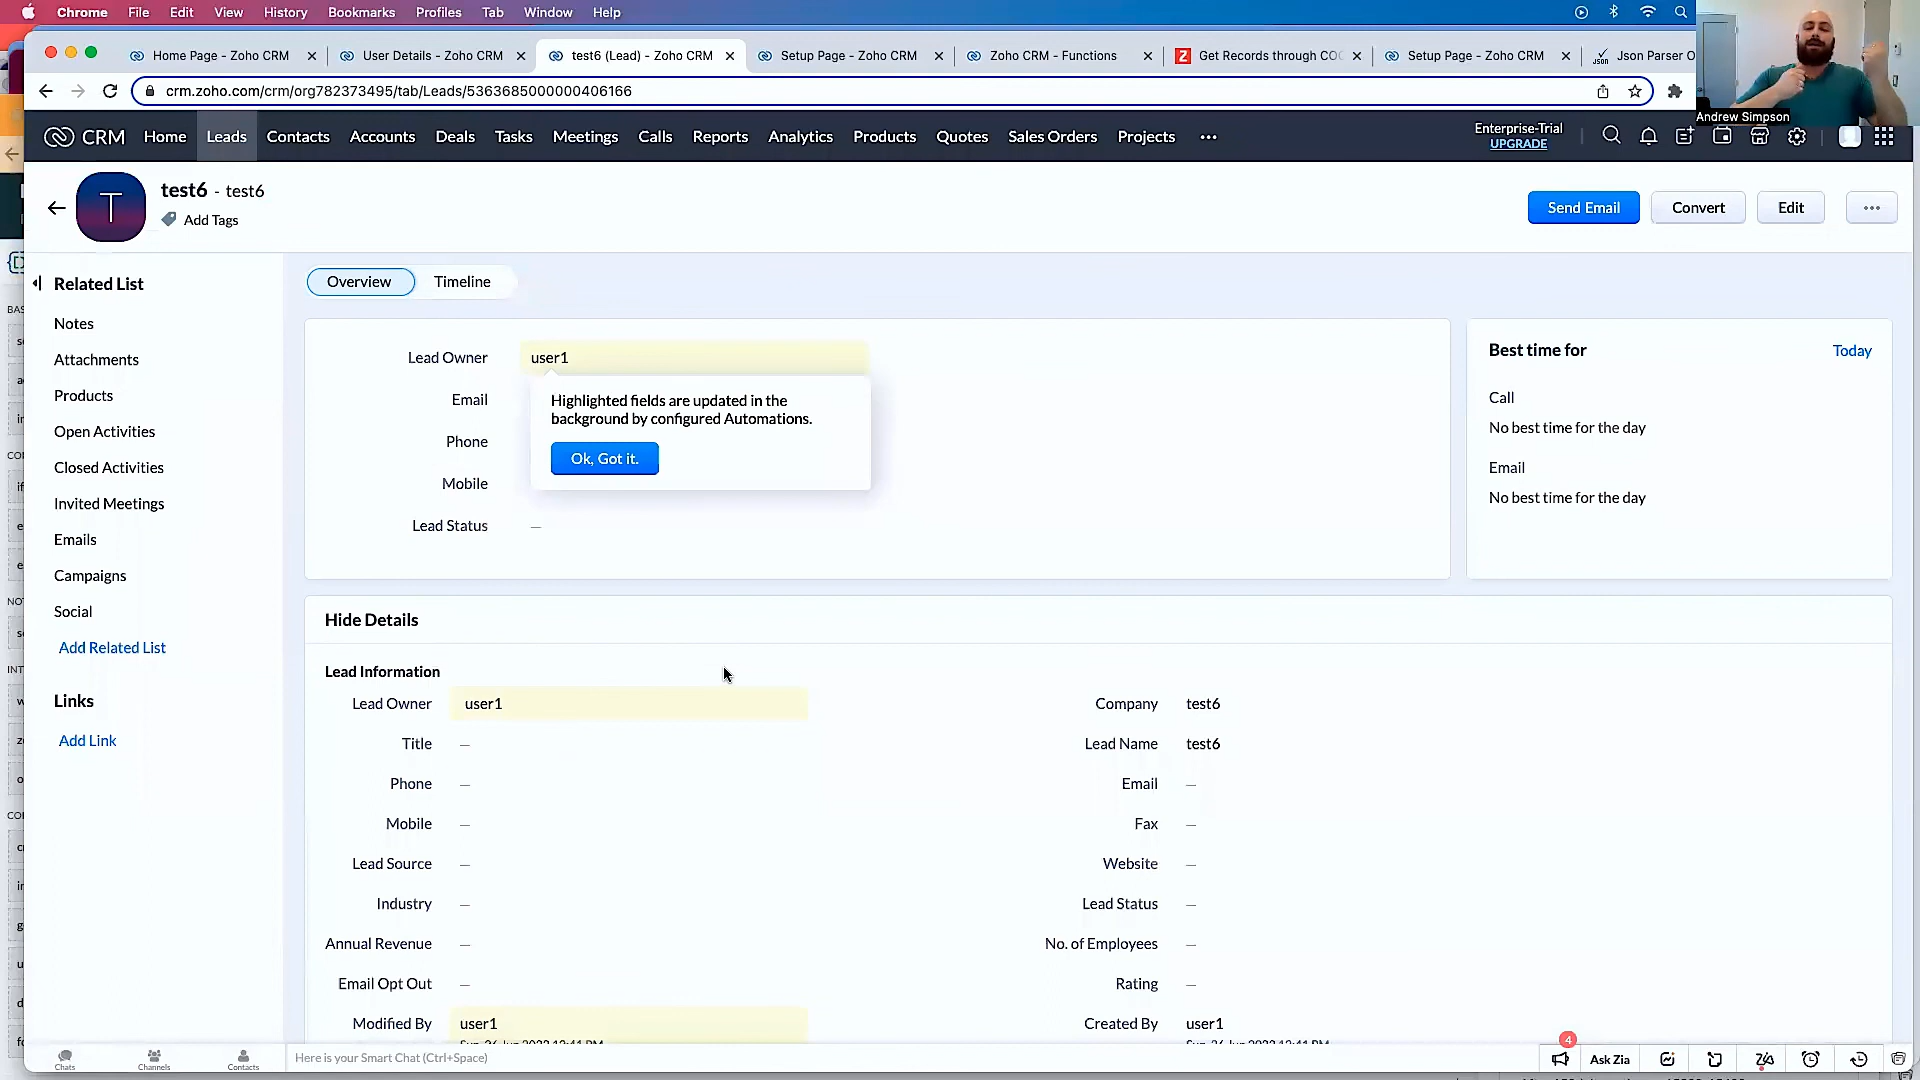 Chrome File Edit View History Bookmarks Profiles Tab Window Help
Home Page - Zoho CRM
User Details - Zoho CRM
test6 (Lead) - Zoho CRM
Setup Page - Zoho CRM
Zoho CRM - Functions
Get Records through CO
Setup Page - Zoho CRM
Json Parser O
crm.zoho.com/crm/org782373495/tab/Leads/5363685000000406166
Andrew Simpson
CRM Home Leads Contacts Accounts Deals Tasks Meetings Calls Reports Analytics Products Quotes Sales Orders Projects
Enterprise-Trial
UPGRADE
T
test6 - test6
Add Tags
Send Email
Convert
Edit
Related List
Notes
Attachments
Products
Open Activities
Closed Activities
Invited Meetings
Emails
Campaigns
Social
Add Related List
Links
Add Link
Overview
Timeline
Lead Owner user1
Email
Phone
Mobile
Lead Status —
Highlighted fields are updated in the
background by configured Automations.
Ok, Got it.
Best time for Today
Call
No best time for the day
Email
No best time for the day
Hide Details
Lead Information
Lead Owner user1
Company test6
Title —
Lead Name test6
Phone —
Email —
Mobile —
Fax —
Lead Source —
Website —
Industry —
Lead Status —
Annual Revenue —
No. of Employees —
Email Opt Out —
Rating —
Modified By user1
Created By user1
Chats
Channels
Contacts
Here is your Smart Chat (Ctrl+Space)
4
Ask Zia